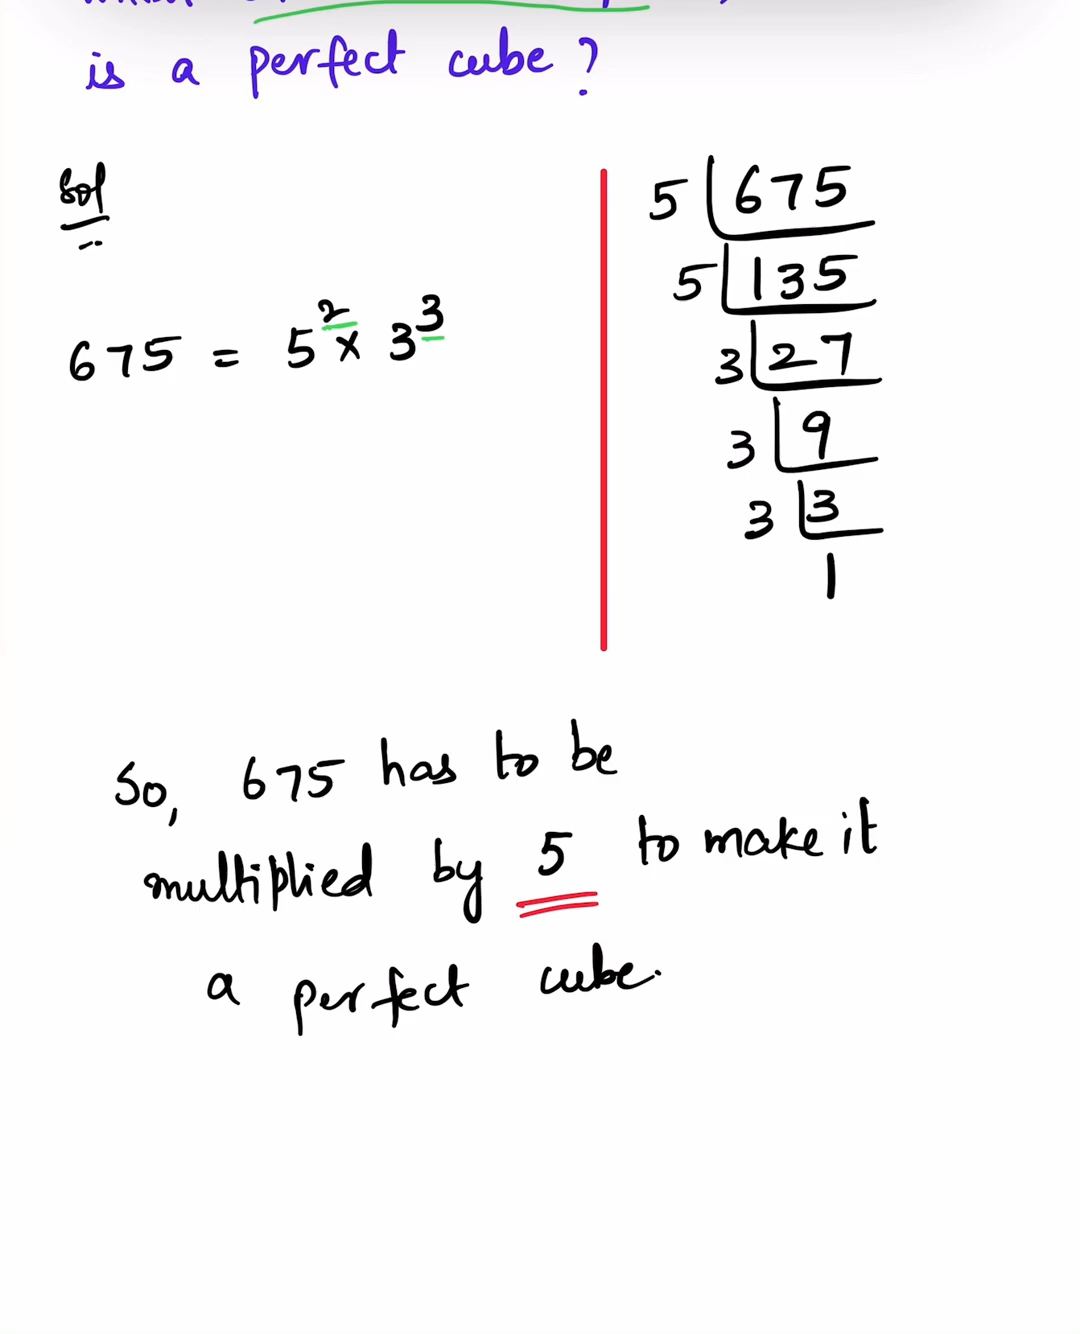 is a perfect cube?
Sol
675 = 5² × 3³
5 675
5 135
3 27
3 9
3 3
1
So, 675 has to be
multiplied by 5 to make it
a perfect cube.